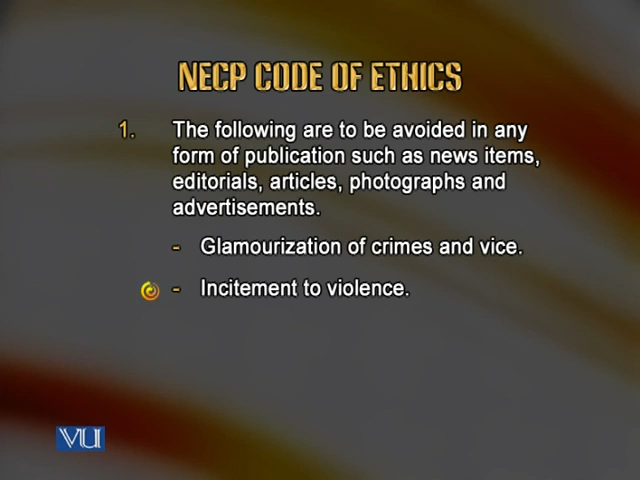 NECP CODE OF ETHICS
1. The following are to be avoided in any
form of publication such as news items,
editorials, articles, photographs and
advertisements.
- Glamourization of crimes and vice.
- Incitement to violence.
VU